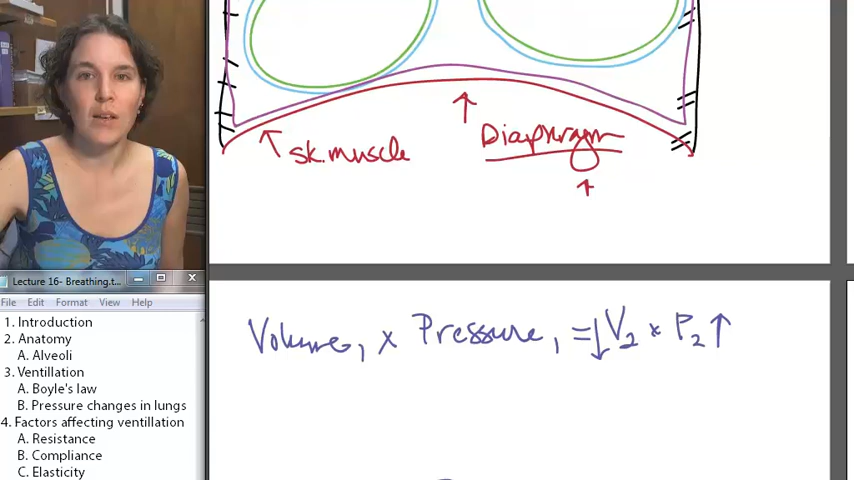 Diaphragm
sk.muscle
Lecture 16- Breathing.t...
File Edit Format View Help
1. Introduction
2. Anatomy
A. Alveoli
3. Ventillation
A. Boyle's law
B. Pressure changes in lungs
4. Factors affecting ventillation
A. Resistance
B. Compliance
C. Elasticity
Volume₁ x Pressure₁ = ↓V₂ x P₂ ↑